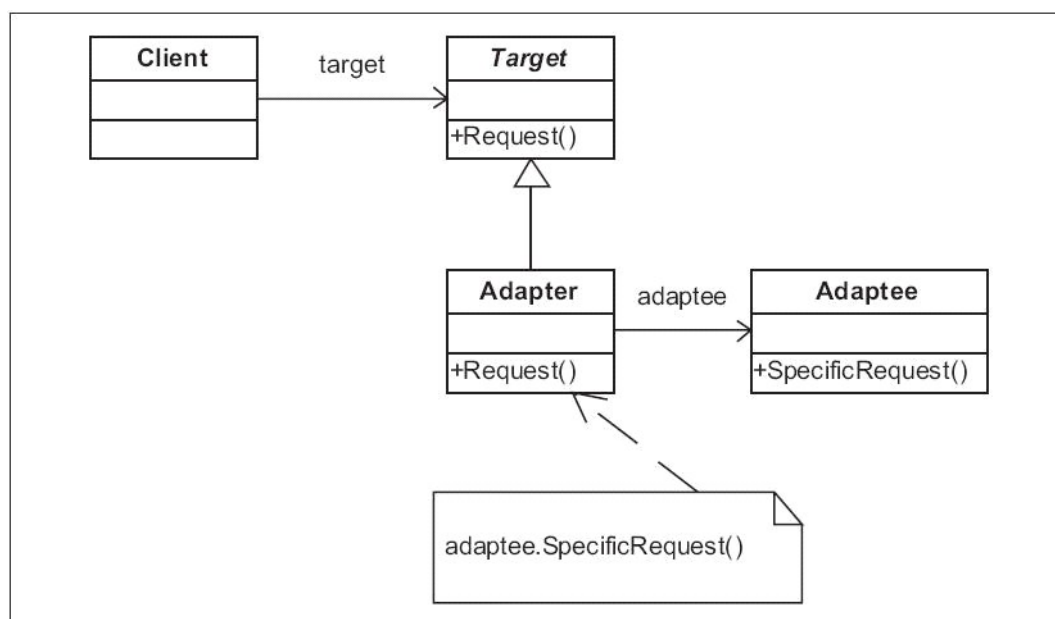 Client
target
Target
+Request()
Adapter
adaptee
Adaptee
+Request()
+SpecificRequest()
adaptee.SpecificRequest()